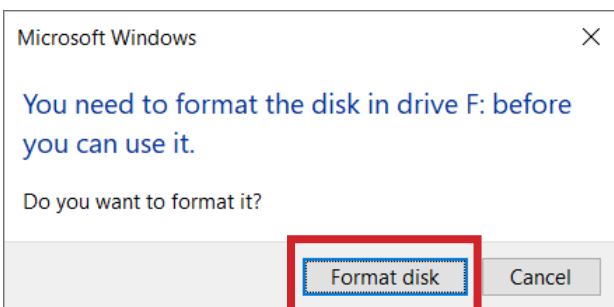 Microsoft Windows
You need to format the disk in drive F: before
you can use it.
Do you want to format it?
Format disk
Cancel